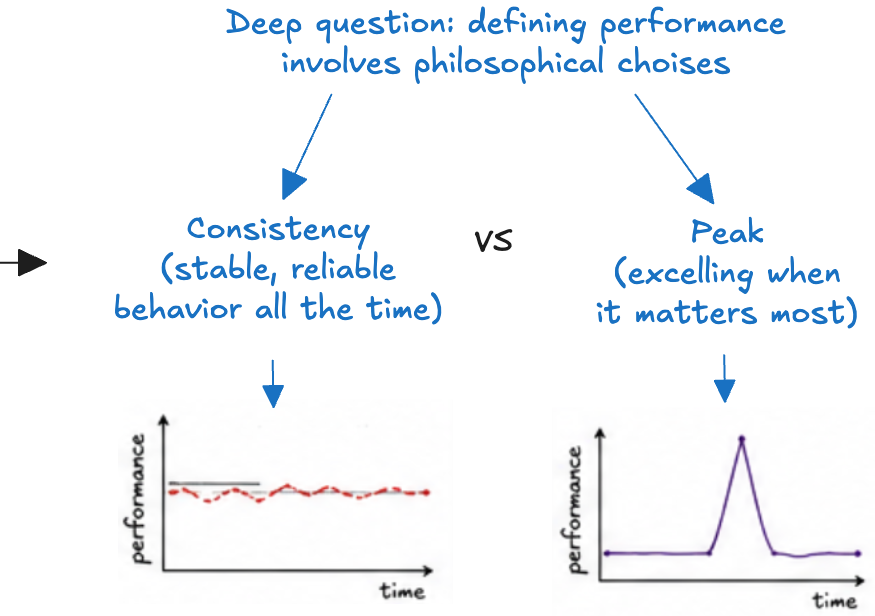 Deep question: defining performance
involves philosophical choises
Consistency
(stable, reliable
behavior all the time)
vs
Peak
(excelling when
it matters most)
performance
time
performance
time